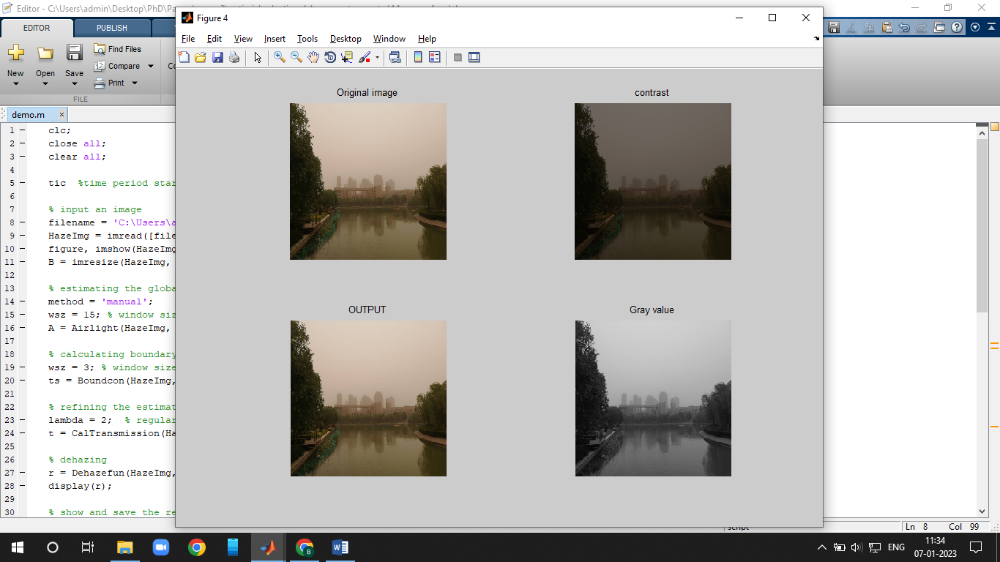 Editor - C:\Users\admin\Desktop\PhD\Pa
Figure 4
EDITOR
PUBLISH
File Edit View Insert Tools Desktop Window Help
New
Open
Save
Find Files
Compare
Print
Co
FILE
demo.m
Original image
contrast
OUTPUT
Gray value
1 clc;
2 close all;
3 clear all;
4
5 tic %time period star
6
7 % input an image
8 filename = 'C:\Users\a
9 HazeImg = imread([file
10 figure, imshow(HazeImg
11 B = imresize(HazeImg,
12
13 % estimating the globa
14 method = 'manual';
15 wsz = 15; % window siz
16 A = Airlight(HazeImg,
17
18 % calculating boundary
19 wsz = 3; % window size
20 ts = Boundcon(HazeImg,
21
22 % refining the estimat
23 lambda = 2; % regular
24 t = CalTransmission(Ha
25
26 % dehazing
27 r = Dehazefun(HazeImg,
28 display(r);
29
30 % show and save the re
script
Ln 8 Col 99
ENG
11:34
07-01-2023